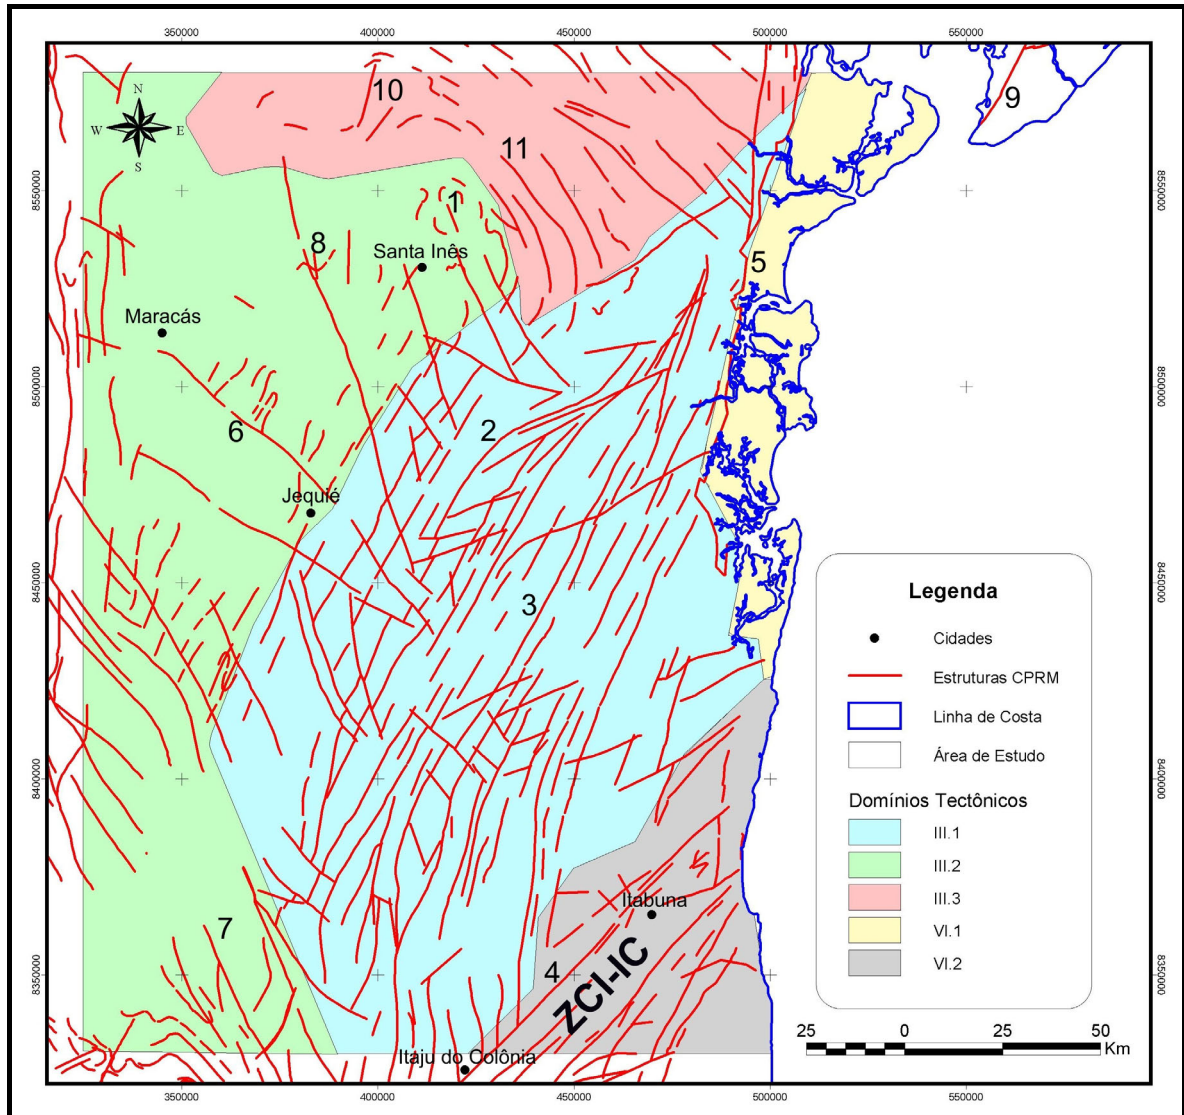 350000 400000 450000 500000 550000
10
9
N
W E
S
11
8550000
8550000
1
8
Santa Inês
5
Maracás
8500000
8500000
6
2
Jequié
8450000
8450000
3
Legenda
Cidades
Estruturas CPRM
Linha de Costa
Área de Estudo
Domínios Tectônicos
III.1
III.2
III.3
VI.1
VI.2
8400000
8400000
Itabuna
7
4
ZCI-IC
8350000
8350000
25 0 25 50
Km
Itaju do Colônia
350000 400000 450000 500000 550000